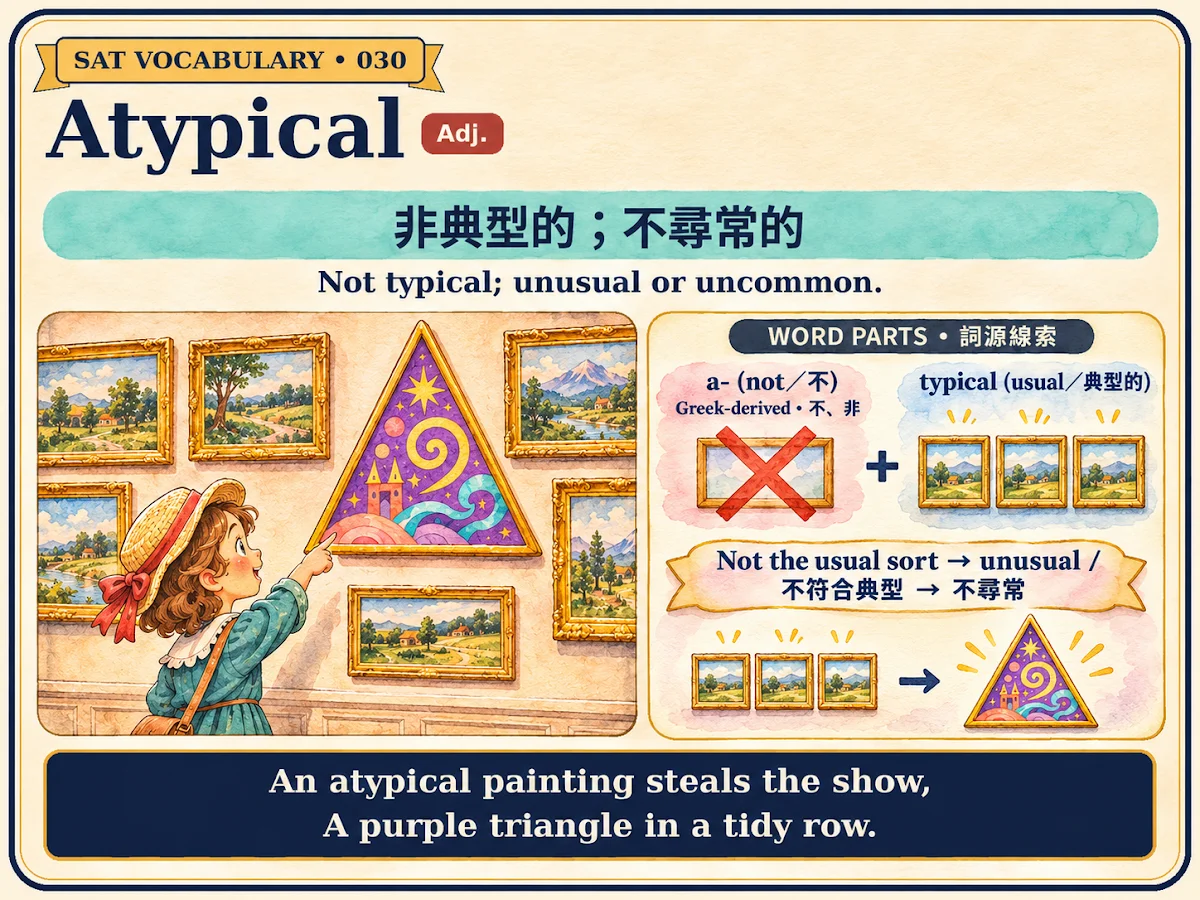 SAT VOCABULARY • 030
Atypical
Adj.
非典型的；不尋常的
Not typical; unusual or uncommon.
WORD PARTS • 詞源線索
a- (not／不)
Greek-derived • 不、非
+
typical (usual／典型的)
Not the usual sort → unusual /
不符合典型 → 不尋常
An atypical painting steals the show,
A purple triangle in a tidy row.